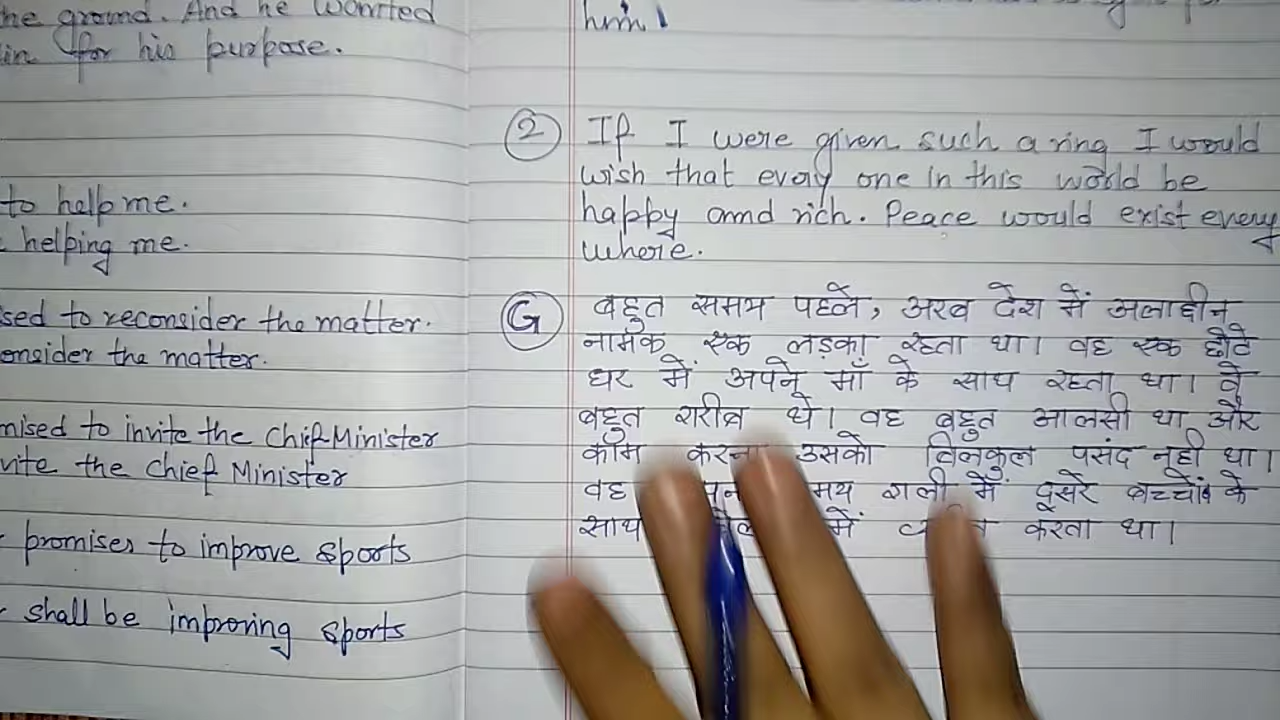 he ground. And he wanted
in for his purpose.
to help me.
helping me.
sed to reconsider the matter.
onsider the matter.
mised to invite the Chief Minister
vite the Chief Minister
promises to improve sports
shall be improving sports
him.
2 If I were given such a ring I would
wish that every one in this world be
happy and rich. Peace would exist every
where.
G बहुत समय पहले, अरब देश में अलादीन
नामक एक लड़का रहता था। वह एक छोटे
घर में अपने माँ के साथ रहता था। वे
बहुत गरीब थे। वह बहुत आलसी था और
काम करना उसको बिलकुल पसंद नही था।
वह गली में दूसरे बच्चों के
साथ में करता था।